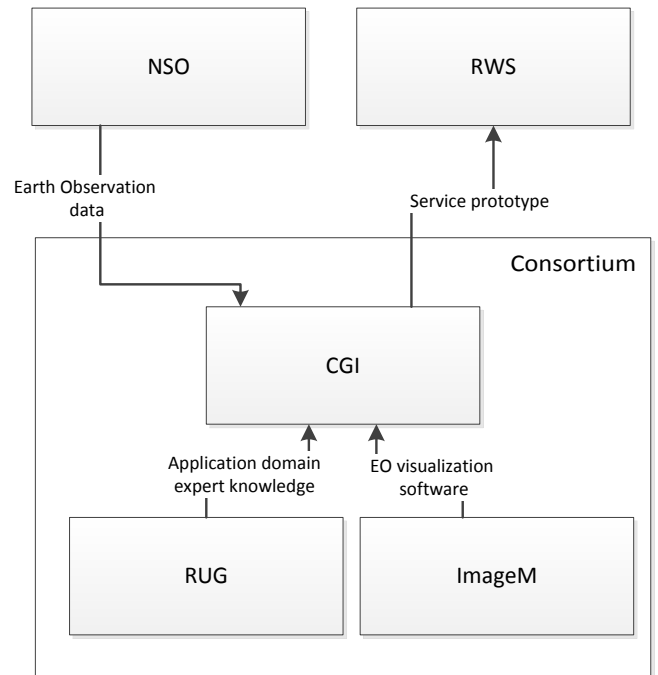 NSO
RWS
Earth Observation
data
Service prototype
Consortium
CGI
Application domain
expert knowledge
EO visualization
software
RUG
ImageM